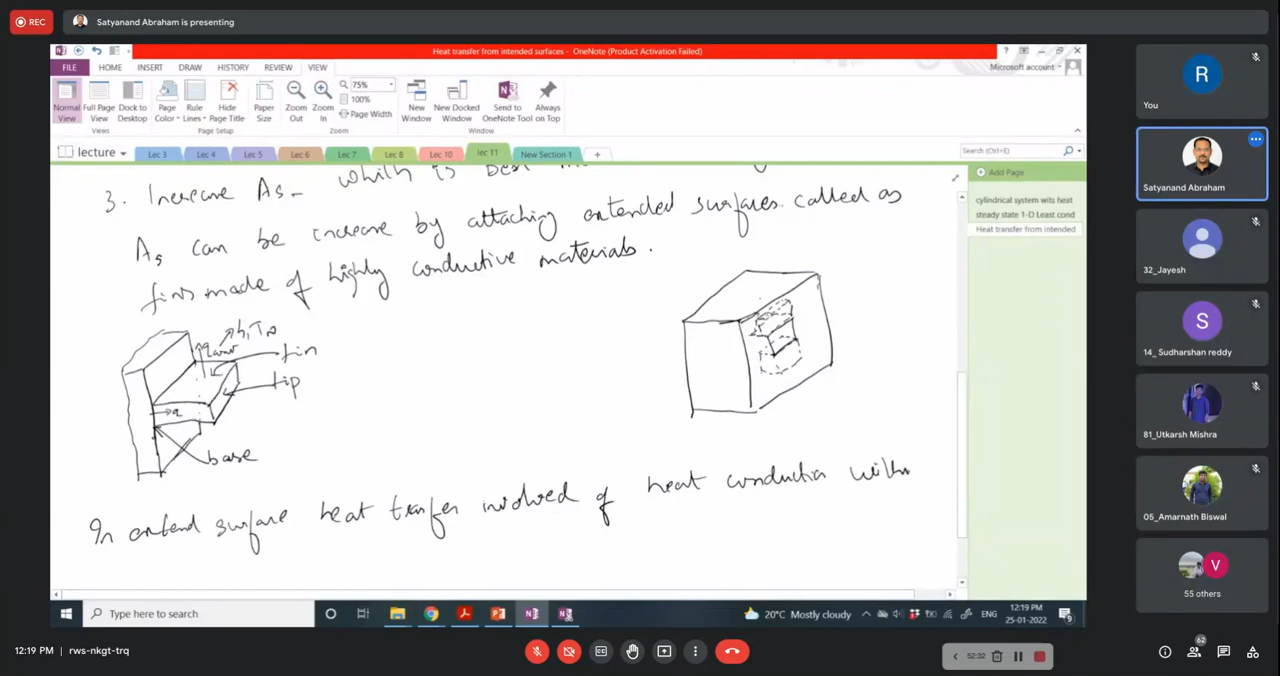 REC
Satyanand Abraham is presenting
Heat transfer from intended surfaces - OneNote (Product Activation Failed)
FILE HOME INSERT DRAW HISTORY REVIEW VIEW
Microsoft account
Normal View
Full Page View
Dock to Desktop
Views
Page Color
Rule Lines
Hide Page Title
Page Setup
Paper Size
Zoom Out
Zoom In
75%
100%
Page Width
Zoom
New Window
New Docked Window
Send to OneNote Tool
Always on Top
Window
lecture
Lec 3 Lec 4 Lec 5 Lec 6 Lec 7 Lec 8 Lec 10 lec 11 New Section 1
Search (Ctrl+E)
Add Page
cylindrical system wits heat
steady state 1-D Least cond
Heat transfer from intended
3. Increase As - which is best
As can be increase by attaching extended surfaces called as
fins made of highly conductive materials.
h, T∞
q conv
fin
tip
q
base
In extend surface heat tranfer involved of heat conduction within
Type here to search
20°C Mostly cloudy
ENG
12:19 PM
25-01-2022
9
R
You
Satyanand Abraham
32_Jayesh
S
14_ Sudharshan reddy
81_Utkarsh Mishra
05_Amarnath Biswal
V
55 others
12:19 PM | rws-nkgt-trq
52:32
62